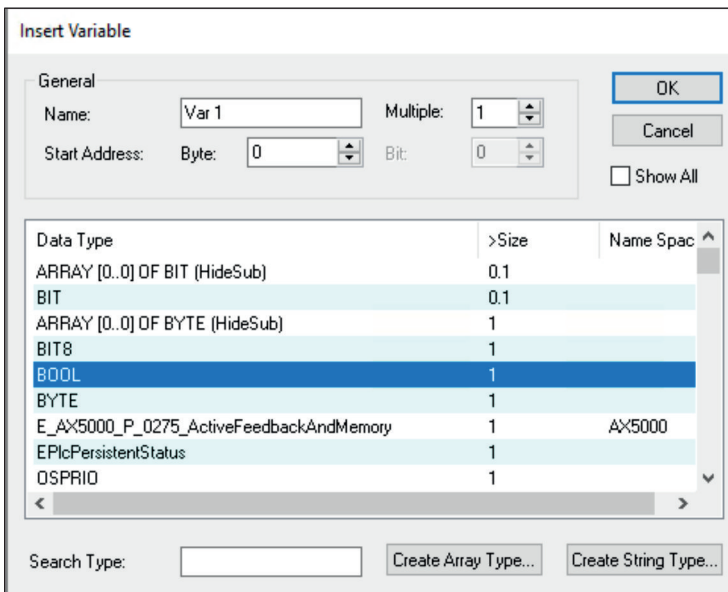 Insert Variable
General
Name: Var 1 Multiple: 1 OK
Start Address: Byte: 0 Bit: 0 Cancel
Show All
Data Type >Size Name Spac
ARRAY [0..0] OF BIT (HideSub) 0.1
BIT 0.1
ARRAY [0..0] OF BYTE (HideSub) 1
BIT8 1
BOOL 1
BYTE 1
E_AX5000_P_0275_ActiveFeedbackAndMemory 1 AX5000
EPlcPersistentStatus 1
OSPRIO 1
Search Type: Create Array Type... Create String Type...